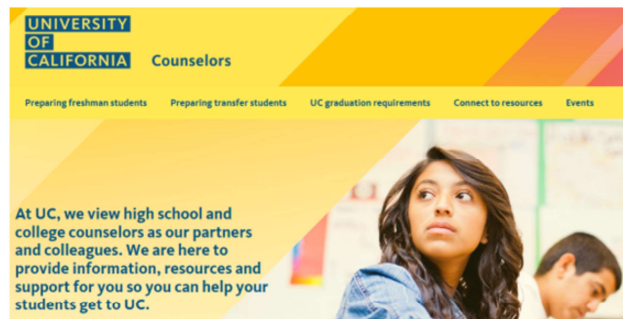 UNIVERSITY
OF
CALIFORNIA Counselors
Preparing freshman students Preparing transfer students UC graduation requirements Connect to resources Events
At UC, we view high school and
college counselors as our partners
and colleagues. We are here to
provide information, resources and
support for you so you can help your
students get to UC.